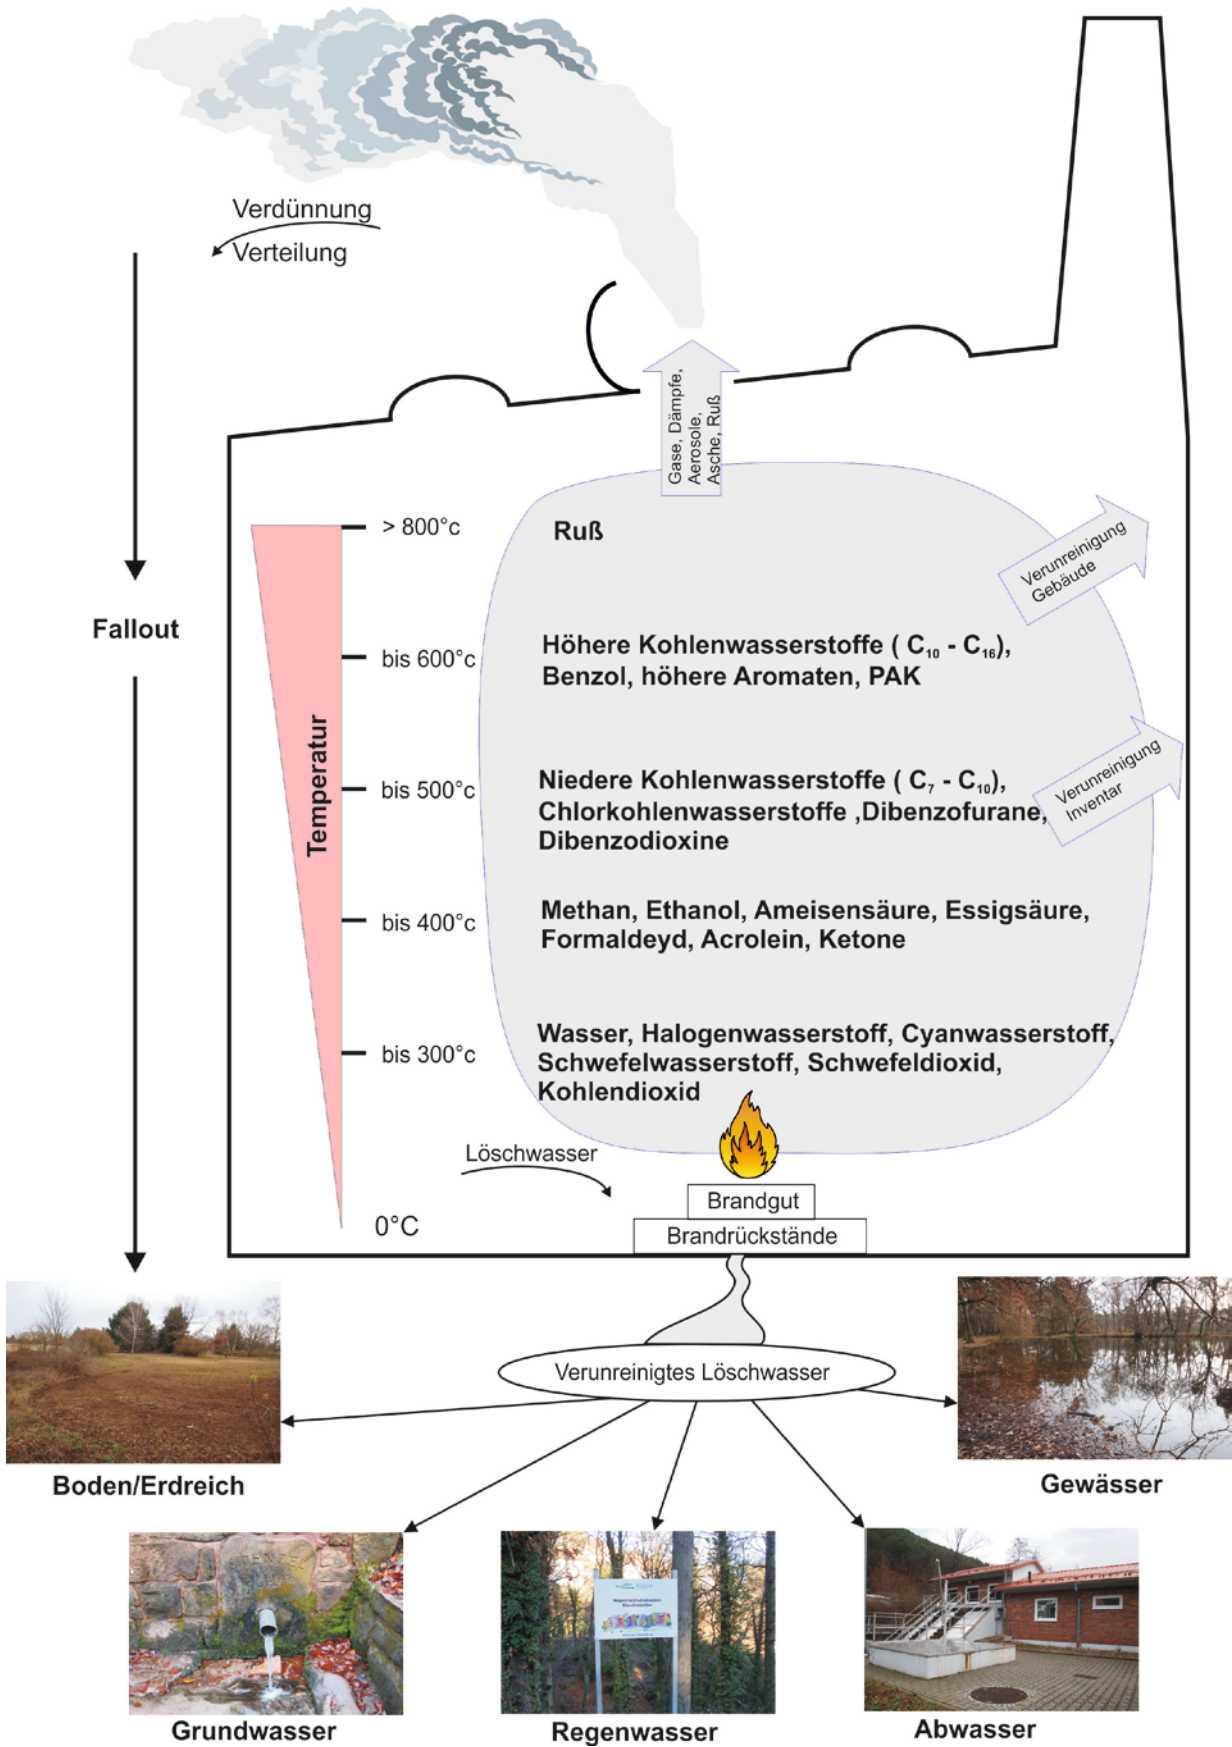 Verdünnung
Verteilung
Gase, Dämpfe,
Aerosole,
Asche, Ruß
> 800°c
Ruß
Verunreinigung
Gebäude
Fallout
bis 600°c
Höhere Kohlenwasserstoffe ( C₁₀ - C₁₆),
Benzol, höhere Aromaten, PAK
Temperatur
bis 500°c
Niedere Kohlenwasserstoffe ( C₇ - C₁₀),
Chlorkohlenwasserstoffe ,Dibenzofurane,
Dibenzodioxine
Verunreinigung
Inventar
bis 400°c
Methan, Ethanol, Ameisensäure, Essigsäure,
Formaldeyd, Acrolein, Ketone
bis 300°c
Wasser, Halogenwasserstoff, Cyanwasserstoff,
Schwefelwasserstoff, Schwefeldioxid,
Kohlendioxid
Löschwasser
Brandgut
0°C
Brandrückstände
Verunreinigtes Löschwasser
Boden/Erdreich
Gewässer
Grundwasser
Regenwasser
Abwasser